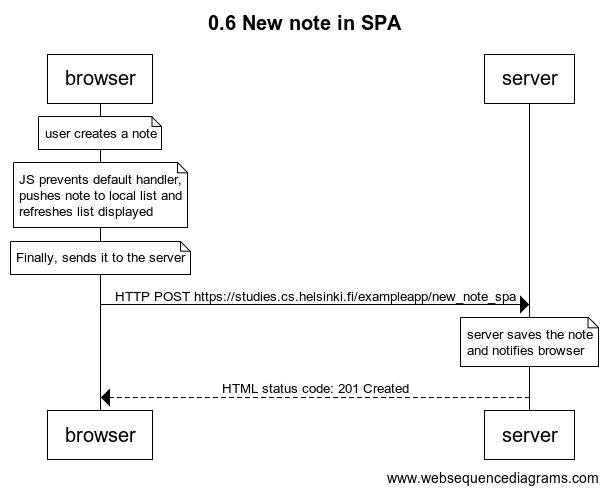 0.6 New note in SPA
browser
server
user creates a note
JS prevents default handler,
pushes note to local list and
refreshes list displayed
Finally, sends it to the server
HTTP POST https://studies.cs.helsinki.fi/exampleapp/new_note_spa
server saves the note
and notifies browser
HTML status code: 201 Created
browser
server
www.websequencediagrams.com